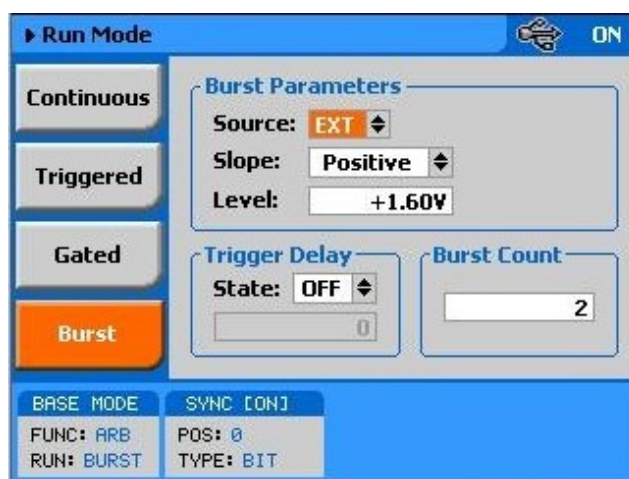 Run Mode ON
Continuous
Triggered
Gated
Burst
Burst Parameters
Source: EXT
Slope: Positive
Level: +1.60V
Trigger Delay
State: OFF
0
Burst Count
2
BASE MODE
FUNC: ARB
RUN: BURST
SYNC [ON]
POS: 0
TYPE: BIT